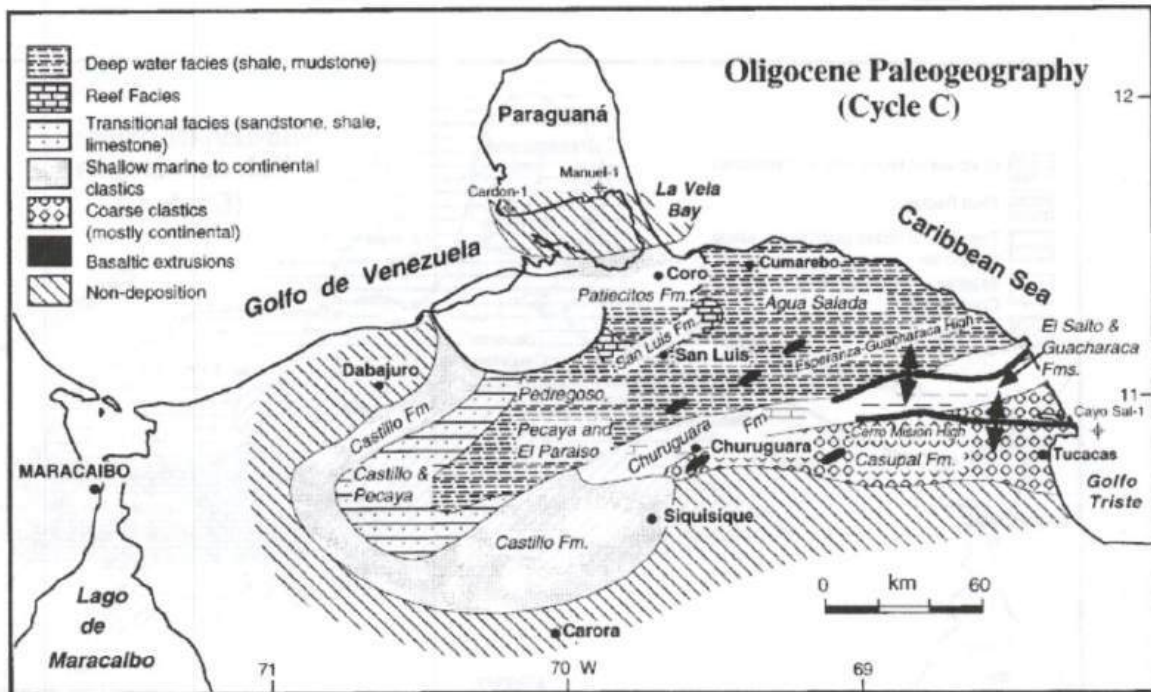 Oligocene Paleogeography
(Cycle C)
Deep water facies (shale, mudstone)
Reef Facies
Transitional facies (sandstone, shale,
limestone)
Shallow marine to continental
clastics
Coarse clastics
(mostly continental)
Basaltic extrusions
Non-deposition
12
Paraguaná
Manuel-1
Cardon-1
La Vela
Bay
Caribbean Sea
Golfo de Venezuela
Coro
Cumarebo
Patiecitos Fm.
Agua Salada
San Luis Fm.
San Luis
Esperanza-Guacharaca High
El Salto &
Guacharaca
Fms.
11
Dabajuro
Castillo Fm.
Pedregoso,
Pecaya and
El Paraiso
Castillo &
Pecaya
Churuguara Fm
Churuguara
Cerro Mision High
Cayo Sal-1
Casupal Fm.
Tucacas
Golfo
Triste
MARACAIBO
Siquisique
Castillo Fm.
0 km 60
Lago
de
Maracaibo
Carora
71
70 W
69